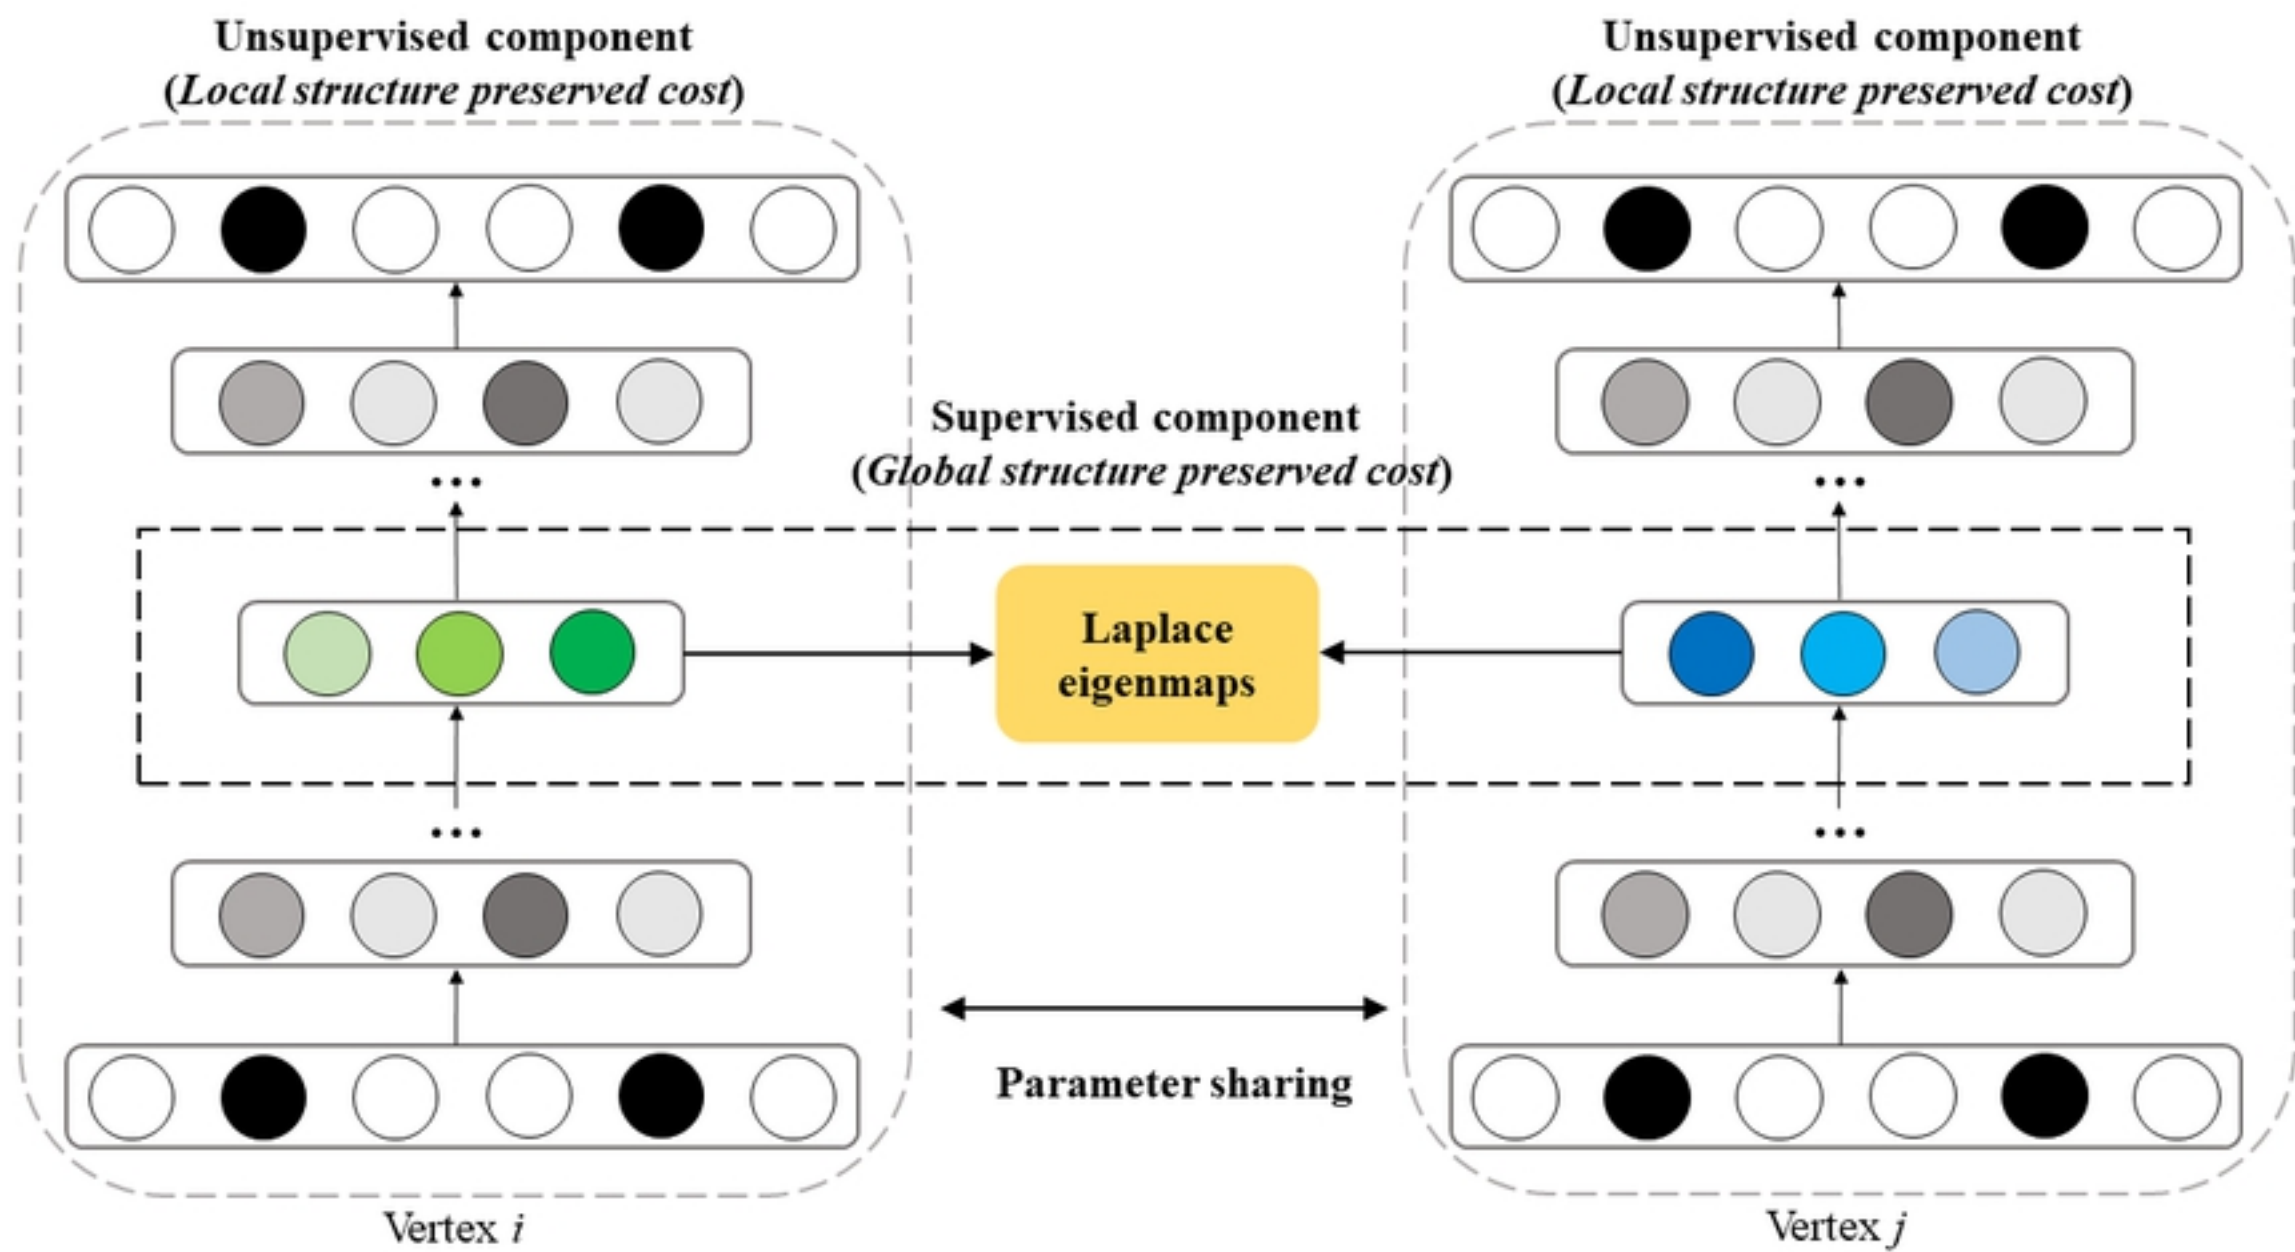 Unsupervised component
(Local structure preserved cost)
Unsupervised component
(Local structure preserved cost)
Supervised component
(Global structure preserved cost)
...
...
Laplace
eigenmaps
...
...
Parameter sharing
Vertex i
Vertex j